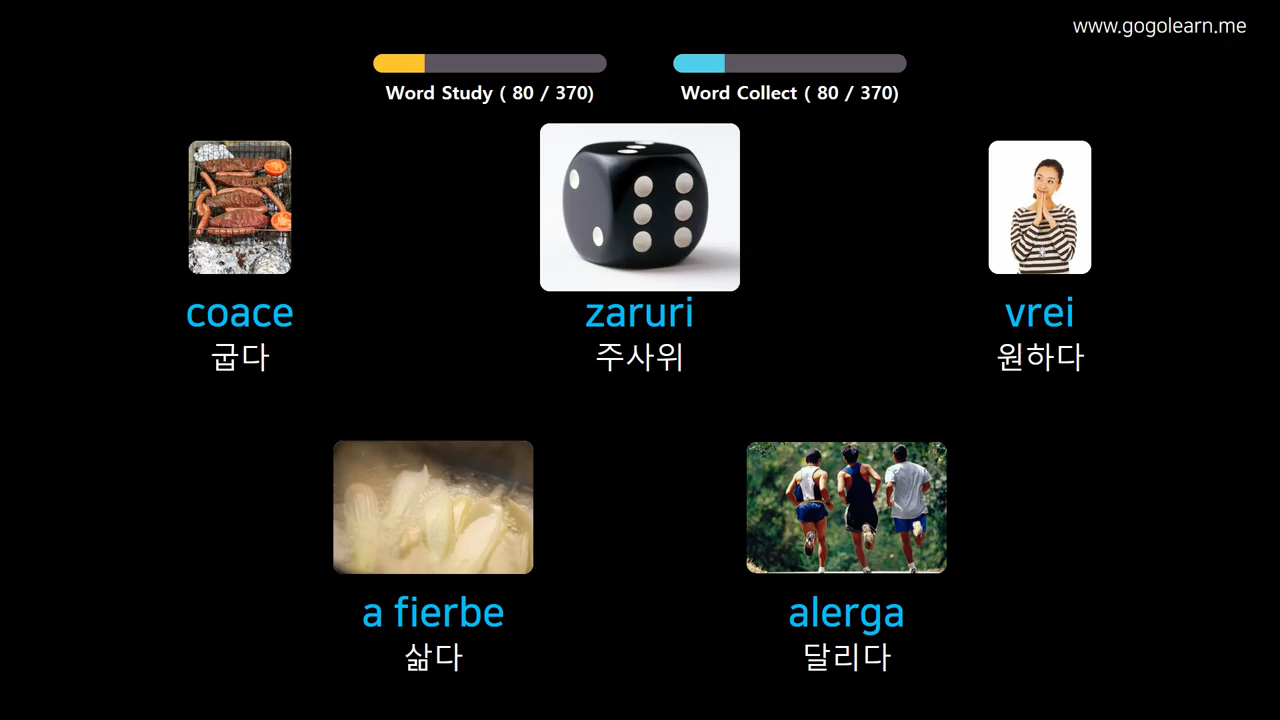 www.gogolearn.me
Word Study ( 80 / 370)
Word Collect ( 80 / 370)
coace
굽다
zaruri
주사위
vrei
원하다
a fierbe
삶다
alerga
달리다